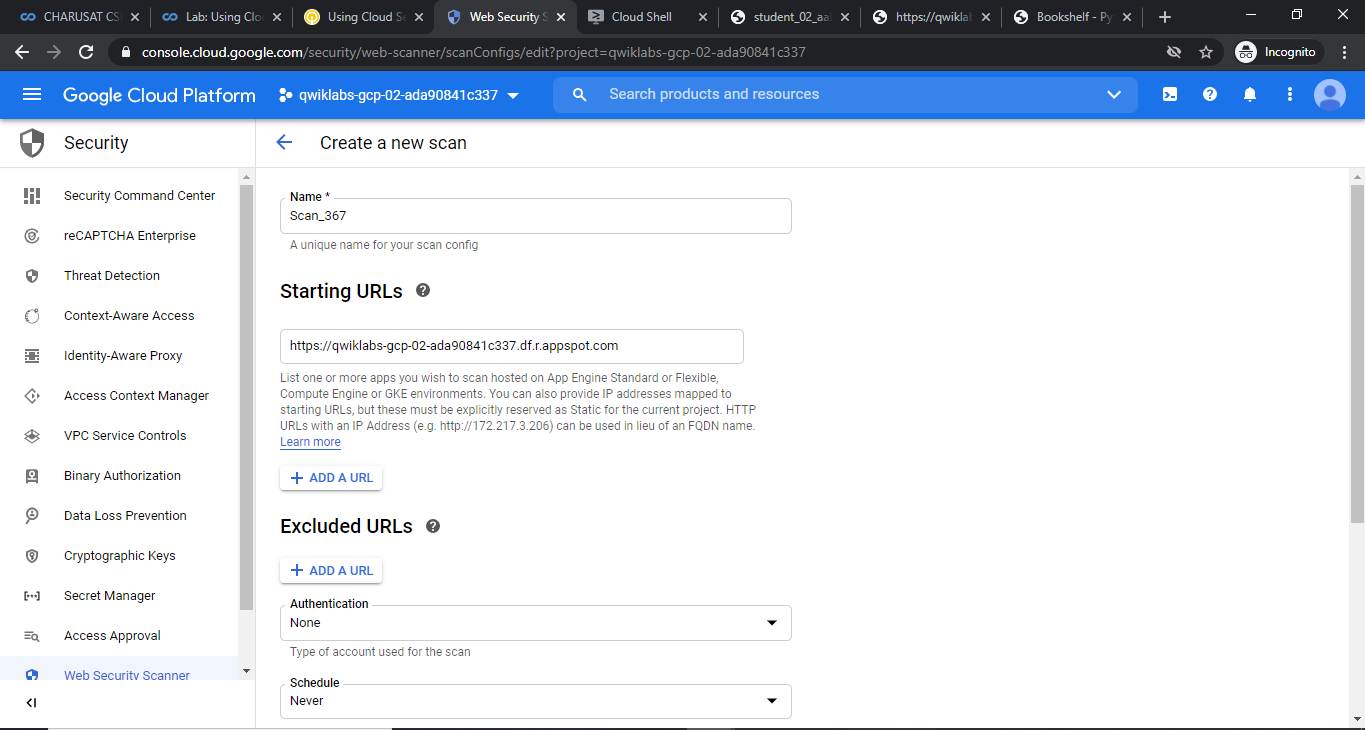 CHARUSAT CS
Lab: Using Clo
Using Cloud S
Web Security S
Cloud Shell
student_02_aa
https://qwikla
Bookshelf - Py
console.cloud.google.com/security/web-scanner/scanConfigs/edit?project=qwiklabs-gcp-02-ada90841c337
Incognito
Google Cloud Platform
qwiklabs-gcp-02-ada90841c337
Search products and resources
Security
Create a new scan
Security Command Center
reCAPTCHA Enterprise
Threat Detection
Context-Aware Access
Identity-Aware Proxy
Access Context Manager
VPC Service Controls
Binary Authorization
Data Loss Prevention
Cryptographic Keys
Secret Manager
Access Approval
Web Security Scanner
Name *
Scan_367
A unique name for your scan config
Starting URLs
https://qwiklabs-gcp-02-ada90841c337.df.r.appspot.com
List one or more apps you wish to scan hosted on App Engine Standard or Flexible,
Compute Engine or GKE environments. You can also provide IP addresses mapped to
starting URLs, but these must be explicitly reserved as Static for the current project. HTTP
URLs with an IP Address (e.g. http://172.217.3.206) can be used in lieu of an FQDN name.
Learn more
+ ADD A URL
Excluded URLs
+ ADD A URL
Authentication
None
Type of account used for the scan
Schedule
Never